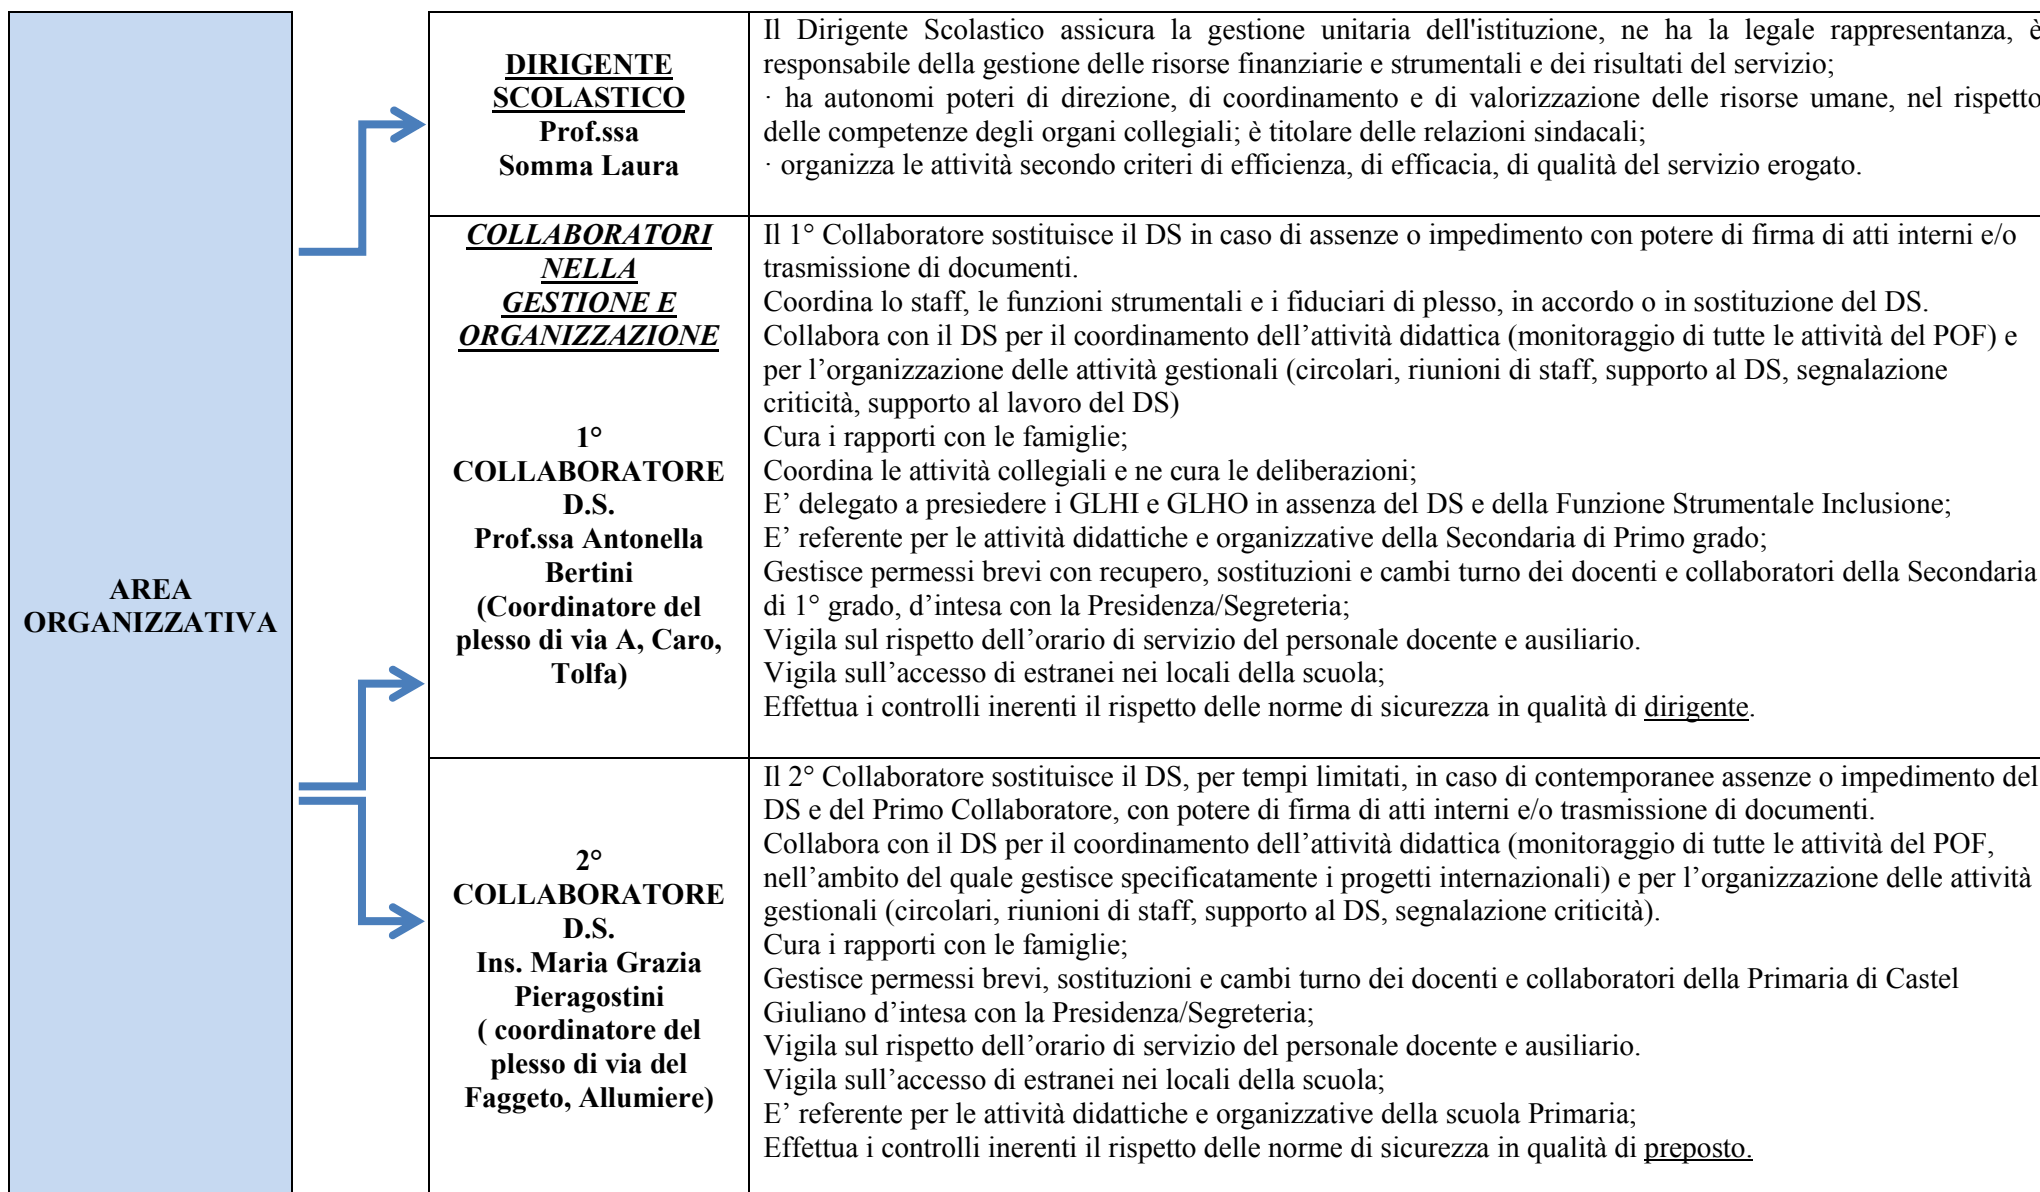 AREA
ORGANIZZATIVA
DIRIGENTE
SCOLASTICO
Prof.ssa
Somma Laura
Il Dirigente Scolastico assicura la gestione unitaria dell'istituzione, ne ha la legale rappresentanza, è
responsabile della gestione delle risorse finanziarie e strumentali e dei risultati del servizio;
· ha autonomi poteri di direzione, di coordinamento e di valorizzazione delle risorse umane, nel rispetto
delle competenze degli organi collegiali; è titolare delle relazioni sindacali;
· organizza le attività secondo criteri di efficienza, di efficacia, di qualità del servizio erogato.
COLLABORATORI
NELLA
GESTIONE E
ORGANIZZAZIONE
1°
COLLABORATORE
D.S.
Prof.ssa Antonella
Bertini
(Coordinatore del
plesso di via A, Caro,
Tolfa)
Il 1° Collaboratore sostituisce il DS in caso di assenze o impedimento con potere di firma di atti interni e/o
trasmissione di documenti.
Coordina lo staff, le funzioni strumentali e i fiduciari di plesso, in accordo o in sostituzione del DS.
Collabora con il DS per il coordinamento dell’attività didattica (monitoraggio di tutte le attività del POF) e
per l’organizzazione delle attività gestionali (circolari, riunioni di staff, supporto al DS, segnalazione
criticità, supporto al lavoro del DS)
Cura i rapporti con le famiglie;
Coordina le attività collegiali e ne cura le deliberazioni;
E’ delegato a presiedere i GLHI e GLHO in assenza del DS e della Funzione Strumentale Inclusione;
E’ referente per le attività didattiche e organizzative della Secondaria di Primo grado;
Gestisce permessi brevi con recupero, sostituzioni e cambi turno dei docenti e collaboratori della Secondaria
di 1° grado, d’intesa con la Presidenza/Segreteria;
Vigila sul rispetto dell’orario di servizio del personale docente e ausiliario.
Vigila sull’accesso di estranei nei locali della scuola;
Effettua i controlli inerenti il rispetto delle norme di sicurezza in qualità di dirigente.
2°
COLLABORATORE
D.S.
Ins. Maria Grazia
Pieragostini
( coordinatore del
plesso di via del
Faggeto, Allumiere)
Il 2° Collaboratore sostituisce il DS, per tempi limitati, in caso di contemporanee assenze o impedimento del
DS e del Primo Collaboratore, con potere di firma di atti interni e/o trasmissione di documenti.
Collabora con il DS per il coordinamento dell’attività didattica (monitoraggio di tutte le attività del POF,
nell’ambito del quale gestisce specificatamente i progetti internazionali) e per l’organizzazione delle attività
gestionali (circolari, riunioni di staff, supporto al DS, segnalazione criticità).
Cura i rapporti con le famiglie;
Gestisce permessi brevi, sostituzioni e cambi turno dei docenti e collaboratori della Primaria di Castel
Giuliano d’intesa con la Presidenza/Segreteria;
Vigila sul rispetto dell’orario di servizio del personale docente e ausiliario.
Vigila sull’accesso di estranei nei locali della scuola;
E’ referente per le attività didattiche e organizzative della scuola Primaria;
Effettua i controlli inerenti il rispetto delle norme di sicurezza in qualità di preposto.